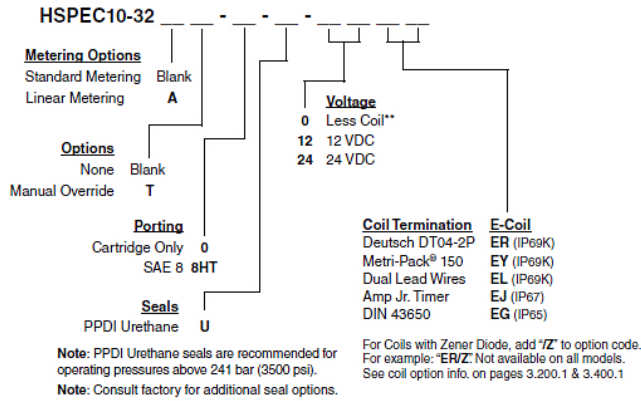 HSPEC10-32 __ __ - __ - __ - __ __ __ __
Metering Options
Standard Metering Blank
Linear Metering A
Voltage
0 Less Coil**
12 12 VDC
24 24 VDC
Options
None Blank
Manual Override T
Porting
Cartridge Only 0
SAE 8 8HT
Coil Termination E-Coil
Deutsch DT04-2P ER (IP69K)
Metri-Pack® 150 EY (IP69K)
Dual Lead Wires EL (IP69K)
Amp Jr. Timer EJ (IP67)
DIN 43650 EG (IP65)
Seals
PPDI Urethane U
Note: PPDI Urethane seals are recommended for
operating pressures above 241 bar (3500 psi).
Note: Consult factory for additional seal options.
For Coils with Zener Diode, add "/Z" to option code.
For example: "ER/Z". Not available on all models.
See coil option info. on pages 3.200.1 & 3.400.1